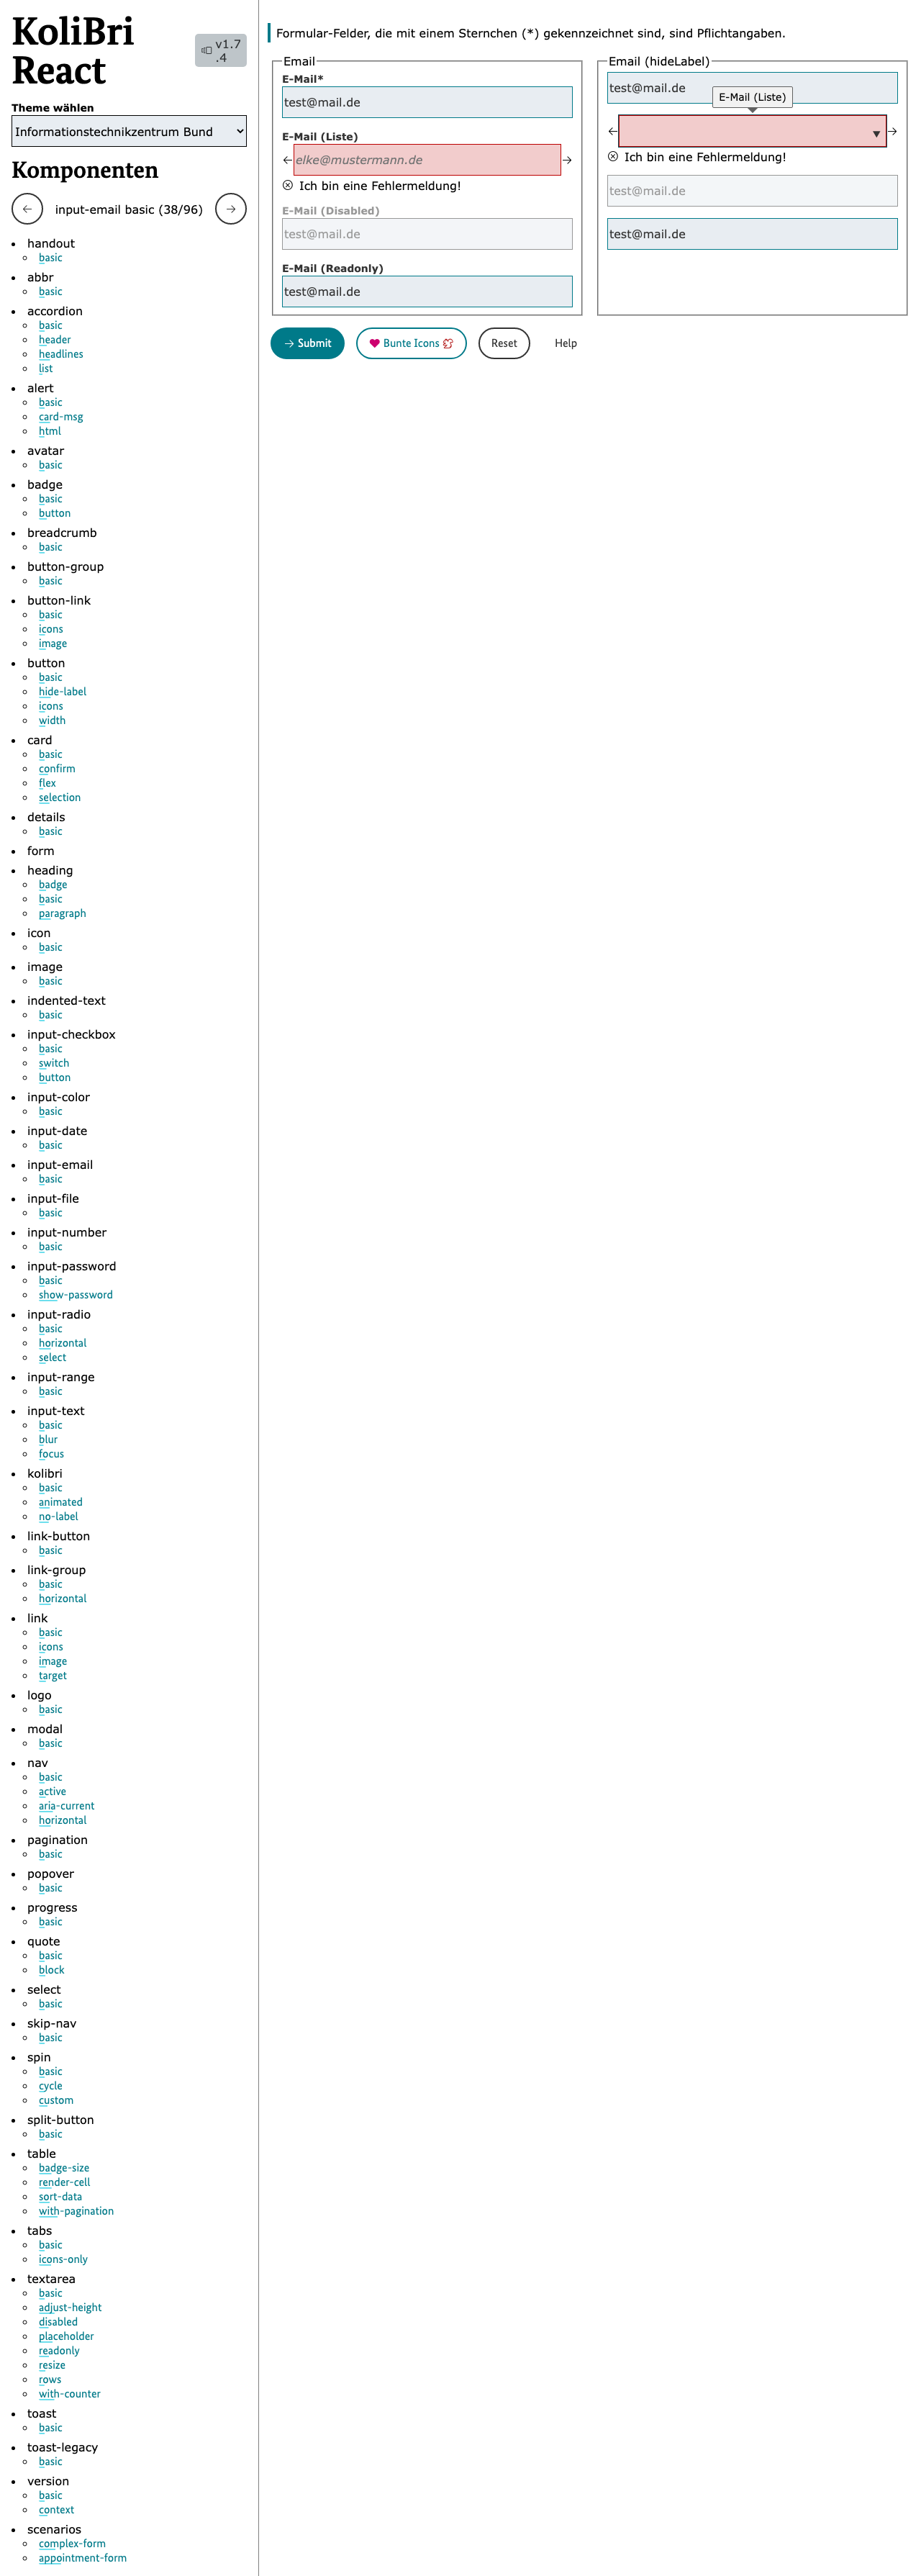 KoliBri
React
v1.7
.4
Theme wählen
Informationstechnikzentrum Bund
Komponenten
← input-email basic (38/96) →
handout
basic
abbr
basic
accordion
basic
header
headlines
list
alert
basic
card-msg
html
avatar
basic
badge
basic
button
breadcrumb
basic
button-group
basic
button-link
basic
icons
image
button
basic
hide-label
icons
width
card
basic
confirm
flex
selection
details
basic
form
heading
badge
basic
paragraph
icon
basic
image
basic
indented-text
basic
input-checkbox
basic
switch
button
input-color
basic
input-date
basic
input-email
basic
input-file
basic
input-number
basic
input-password
basic
show-password
input-radio
basic
horizontal
select
input-range
basic
input-text
basic
blur
focus
kolibri
basic
animated
no-label
link-button
basic
link-group
basic
horizontal
link
basic
icons
image
target
logo
basic
modal
basic
nav
basic
active
aria-current
horizontal
pagination
basic
popover
basic
progress
basic
quote
basic
block
select
basic
skip-nav
basic
spin
basic
cycle
custom
split-button
basic
table
badge-size
render-cell
sort-data
with-pagination
tabs
basic
icons-only
textarea
basic
adjust-height
disabled
placeholder
readonly
resize
rows
with-counter
toast
basic
toast-legacy
basic
version
basic
context
scenarios
complex-form
appointment-form
Formular-Felder, die mit einem Sternchen (*) gekennzeichnet sind, sind Pflichtangaben.
Email
E-Mail*
test@mail.de
E-Mail (Liste)
elke@mustermann.de
Ich bin eine Fehlermeldung!
E-Mail (Disabled)
test@mail.de
E-Mail (Readonly)
test@mail.de
Email (hideLabel)
test@mail.de
E-Mail (Liste)
Ich bin eine Fehlermeldung!
test@mail.de
test@mail.de
→ Submit
Bunte Icons
Reset
Help